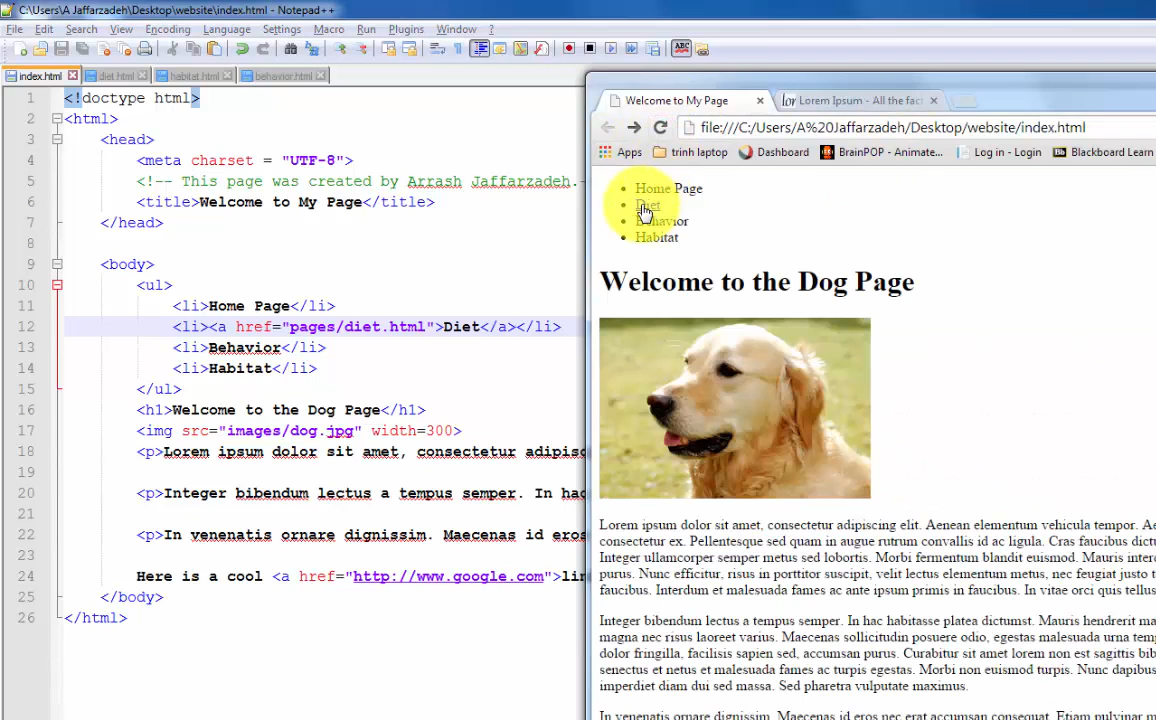 C:\Users\A Jaffarzadeh\Desktop\website\index.html - Notepad++
File Edit Search View Encoding Language Settings Macro Run Plugins Window ?
ABC
index.html diet.html habitat.html behavior.html
1 <!doctype html>
2 <html>
3 <head>
4 <meta charset = "UTF-8">
5 <!-- This page was created by Arrash Jaffarzadeh.-
6 <title>Welcome to My Page</title>
7 </head>
8
9 <body>
10 <ul>
11 <li>Home Page</li>
12 <li><a href="pages/diet.html">Diet</a></li>
13 <li>Behavior</li>
14 <li>Habitat</li>
15 </ul>
16 <h1>Welcome to the Dog Page</h1>
17 <img src="images/dog.jpg" width=300>
18 <p>Lorem ipsum dolor sit amet, consectetur adipisc
19
20 <p>Integer bibendum lectus a tempus semper. In hac
21
22 <p>In venenatis ornare dignissim. Maecenas id eros
23
24 Here is a cool <a href="http://www.google.com">lin
25 </body>
26 </html>
Welcome to My Page
Lorem Ipsum - All the fac
file:///C:/Users/A%20Jaffarzadeh/Desktop/website/index.html
Apps trinh laptop Dashboard BrainPOP - Animate... Log in - Login Blackboard Learn
Home Page
Diet
Behavior
Habitat
Welcome to the Dog Page
Lorem ipsum dolor sit amet, consectetur adipiscing elit. Aenean elementum vehicula tempor. Ae
consectetur ex. Pellentesque sed quam in augue rutrum convallis id ac ligula. Cras faucibus dictu
Integer ullamcorper semper metus sed lobortis. Morbi fermentum blandit euismod. Mauris inter
purus. Nunc efficitur, risus in porttitor suscipit, velit lectus elementum metus, nec feugiat justo t
faucibus. Interdum et malesuada fames ac ante ipsum primis in faucibus. In vitae orci quis tellus
Integer bibendum lectus a tempus semper. In hac habitasse platea dictumst. Mauris hendrerit ma
magna nec risus laoreet varius. Maecenas sollicitudin posuere odio, egestas malesuada urna temp
dolor fringilla, facilisis sapien sed, accumsan purus. Curabitur sit amet lorem non est sagittis bib
senectus et netus et malesuada fames ac turpis egestas. Morbi non euismod turpis. Nunc dapibus
imperdiet diam dui sed massa. Sed pharetra vulputate maximus.
In venenatis ornare dignissim. Maecenas id eros nec erat accumsan consequat. Etiam pulvinar m